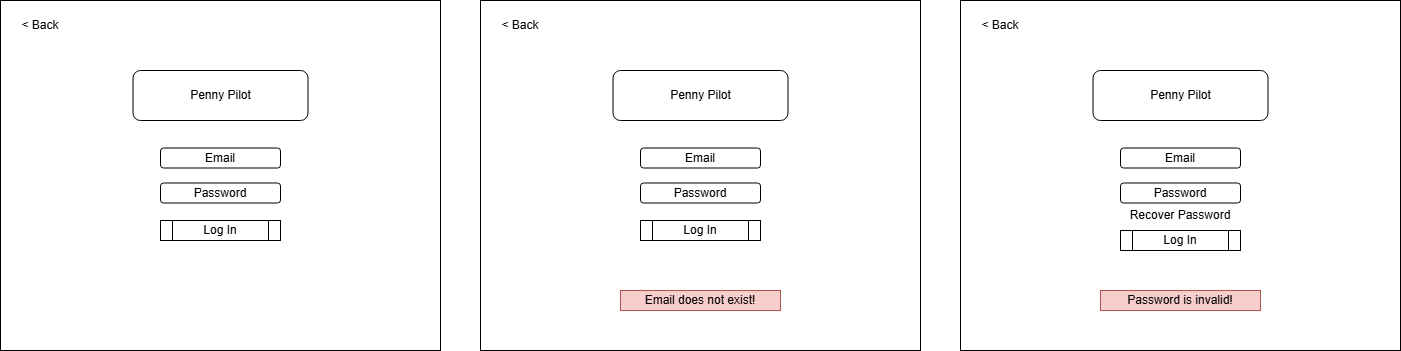 < Back
Penny Pilot
Email
Password
Log In
< Back
Penny Pilot
Email
Password
Log In
Email does not exist!
< Back
Penny Pilot
Email
Password
Recover Password
Log In
Password is invalid!